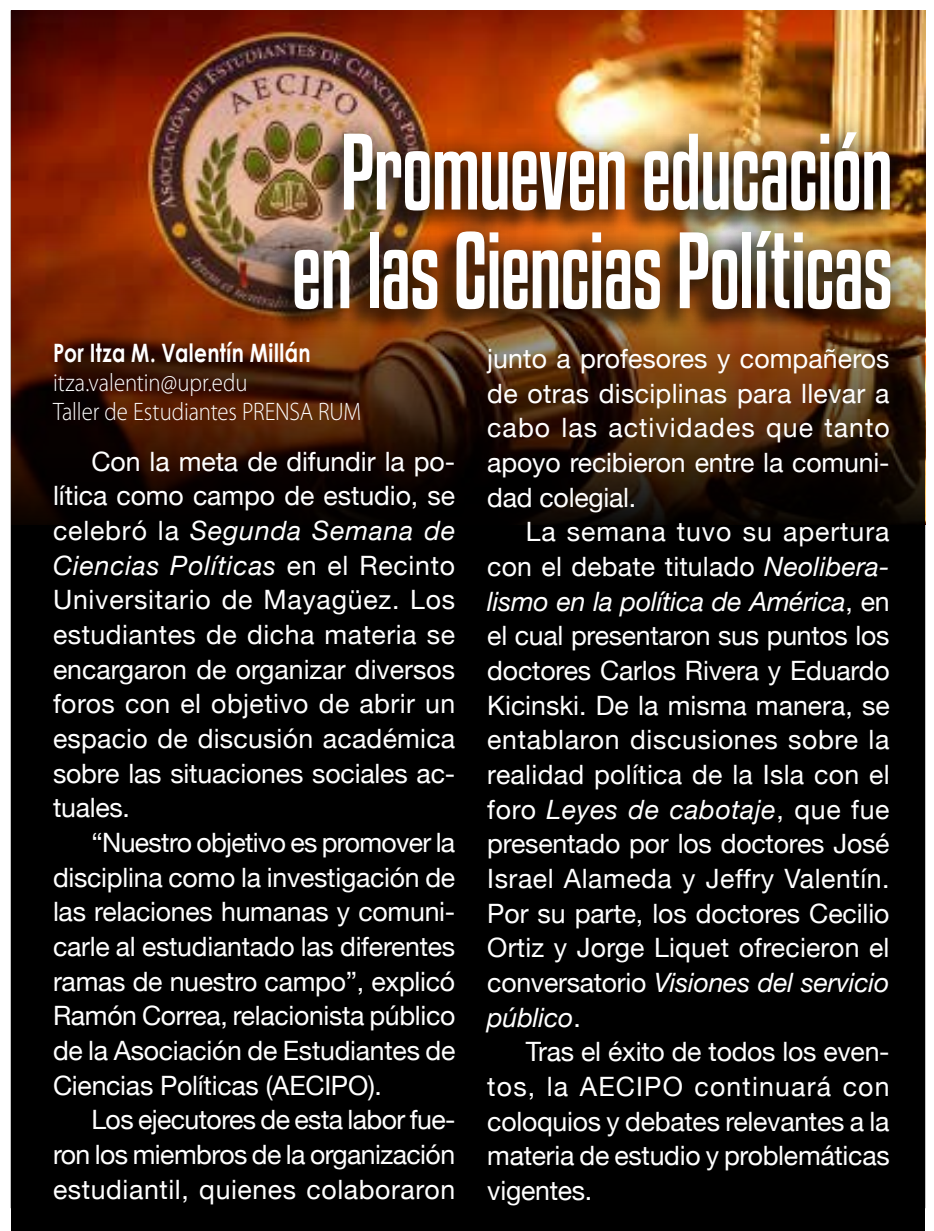 ASOCIACIÓN DE ESTUDIANTES DE CIENCIAS POL
AECIPO
Promueven educación
en las Ciencias Políticas
Por Itza M. Valentín Millán
itza.valentin@upr.edu
Taller de Estudiantes PRENSA RUM
Con la meta de difundir la po-
lítica como campo de estudio, se
celebró la Segunda Semana de
Ciencias Políticas en el Recinto
Universitario de Mayagüez. Los
estudiantes de dicha materia se
encargaron de organizar diversos
foros con el objetivo de abrir un
espacio de discusión académica
sobre las situaciones sociales ac-
tuales.
“Nuestro objetivo es promover la
disciplina como la investigación de
las relaciones humanas y comuni-
carle al estudiantado las diferentes
ramas de nuestro campo”, explicó
Ramón Correa, relacionista público
de la Asociación de Estudiantes de
Ciencias Políticas (AECIPO).
Los ejecutores de esta labor fue-
ron los miembros de la organización
estudiantil, quienes colaboraron
junto a profesores y compañeros
de otras disciplinas para llevar a
cabo las actividades que tanto
apoyo recibieron entre la comuni-
dad colegial.
La semana tuvo su apertura
con el debate titulado Neolibera-
lismo en la política de América, en
el cual presentaron sus puntos los
doctores Carlos Rivera y Eduardo
Kicinski. De la misma manera, se
entablaron discusiones sobre la
realidad política de la Isla con el
foro Leyes de cabotaje, que fue
presentado por los doctores José
Israel Alameda y Jeffry Valentín.
Por su parte, los doctores Cecilio
Ortiz y Jorge Liquet ofrecieron el
conversatorio Visiones del servicio
público.
Tras el éxito de todos los even-
tos, la AECIPO continuará con
coloquios y debates relevantes a la
materia de estudio y problemáticas
vigentes.